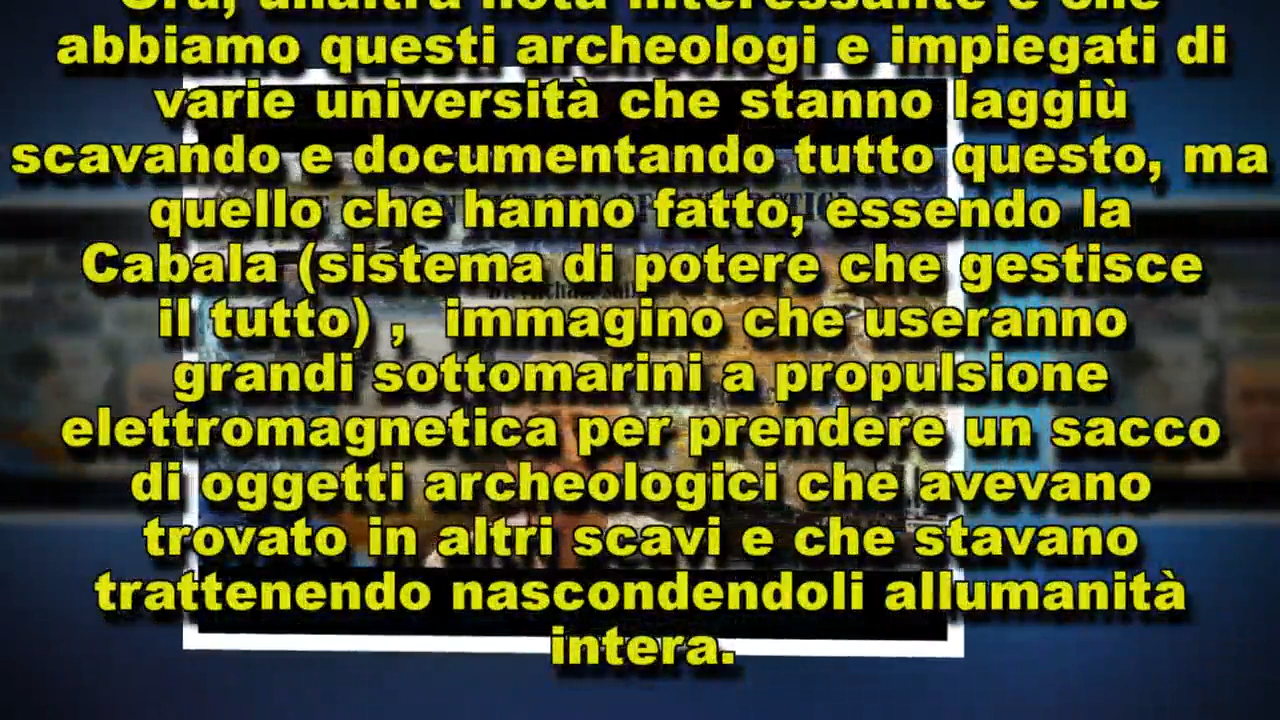 Ora, unaltra nota interessante è che
abbiamo questi archeologi e impiegati di
varie università che stanno laggiù
scavando e documentando tutto questo, ma
quello che hanno fatto, essendo la
Cabala (sistema di potere che gestisce
il tutto) , immagino che useranno
grandi sottomarini a propulsione
elettromagnetica per prendere un sacco
di oggetti archeologici che avevano
trovato in altri scavi e che stavano
trattenendo nascondendoli allumanità
intera.